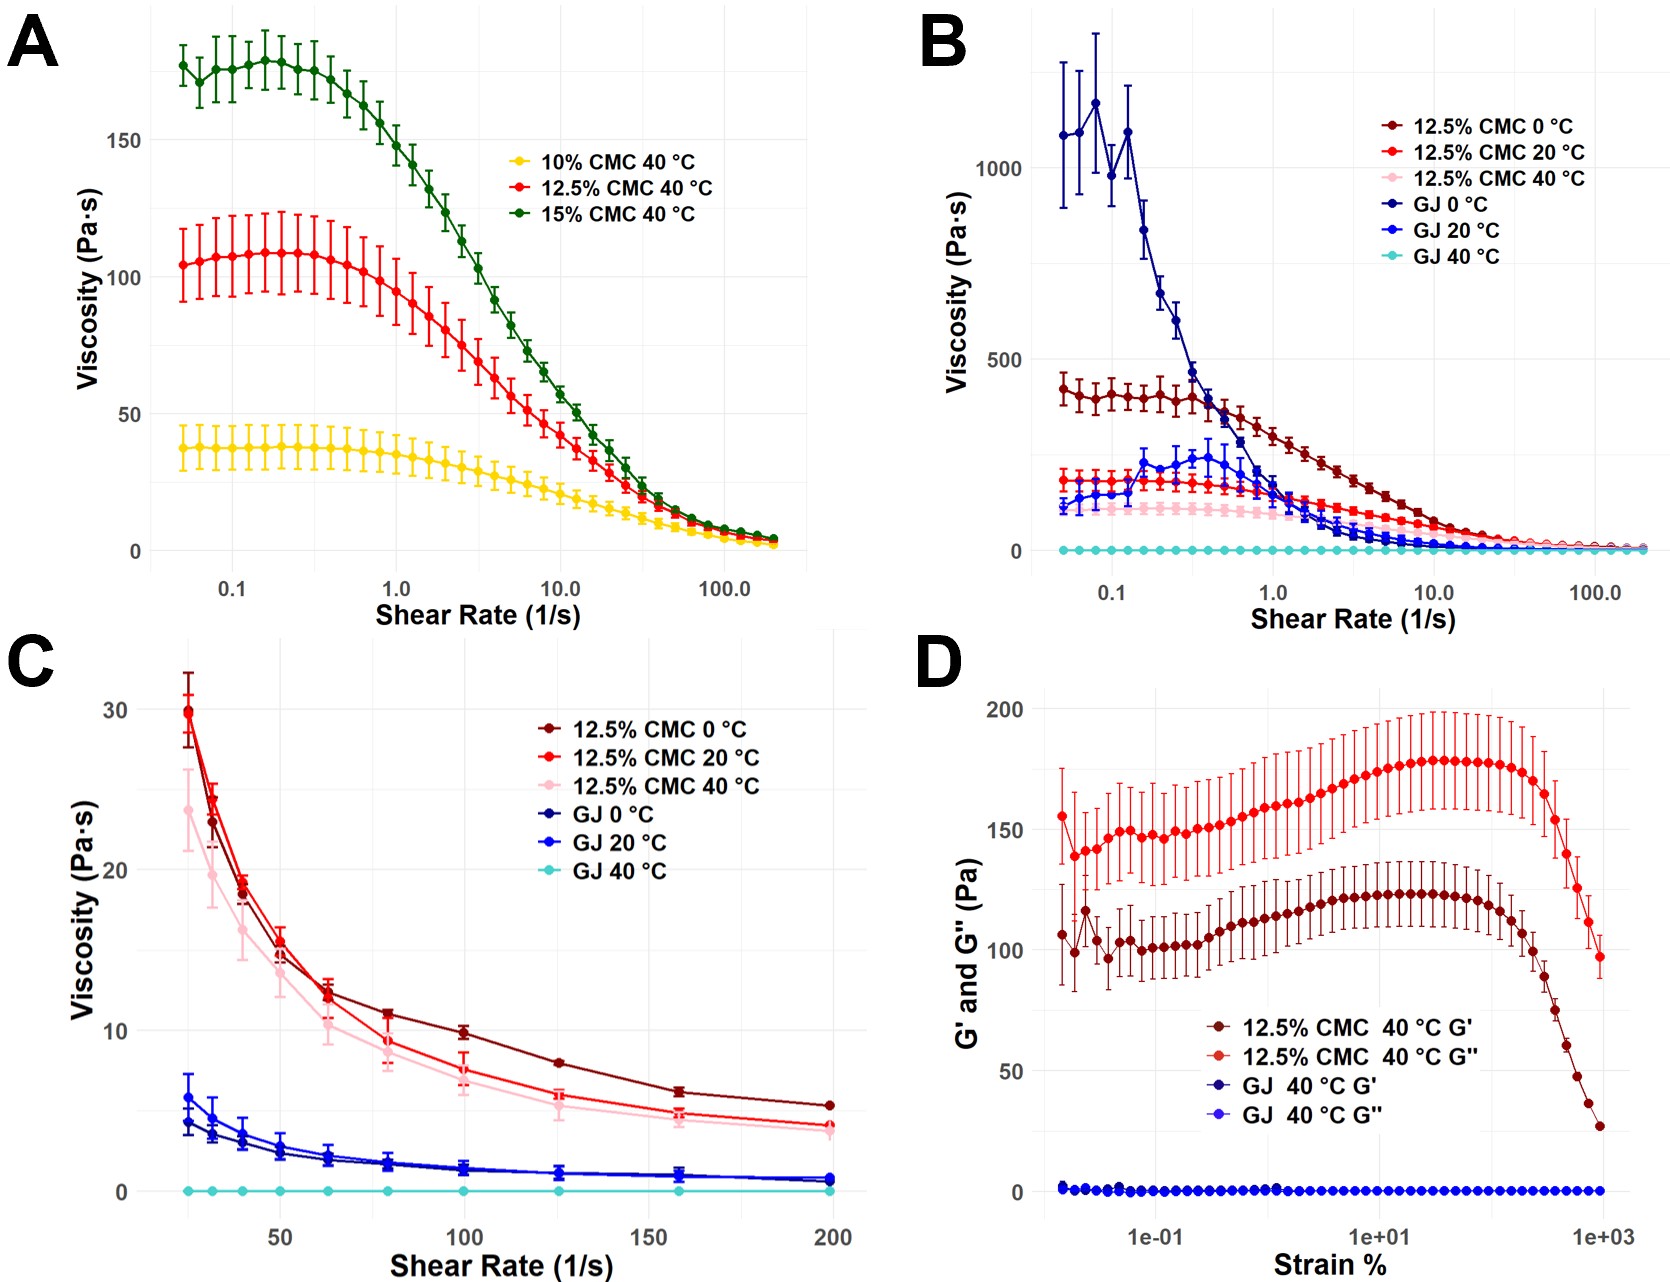 A
Viscosity (Pa·s)
150
100
50
0
0.1
1.0
10.0
100.0
Shear Rate (1/s)
10% CMC 40 °C
12.5% CMC 40 °C
15% CMC 40 °C
B
Viscosity (Pa·s)
1000
500
0
0.1
1.0
10.0
100.0
Shear Rate (1/s)
12.5% CMC 0 °C
12.5% CMC 20 °C
12.5% CMC 40 °C
GJ 0 °C
GJ 20 °C
GJ 40 °C
C
Viscosity (Pa·s)
30
20
10
0
50
100
150
200
Shear Rate (1/s)
12.5% CMC 0 °C
12.5% CMC 20 °C
12.5% CMC 40 °C
GJ 0 °C
GJ 20 °C
GJ 40 °C
D
G' and G'' (Pa)
200
150
100
50
0
1e-01
1e+01
1e+03
Strain %
12.5% CMC  40 °C G'
12.5% CMC  40 °C G''
GJ  40 °C G'
GJ  40 °C G''